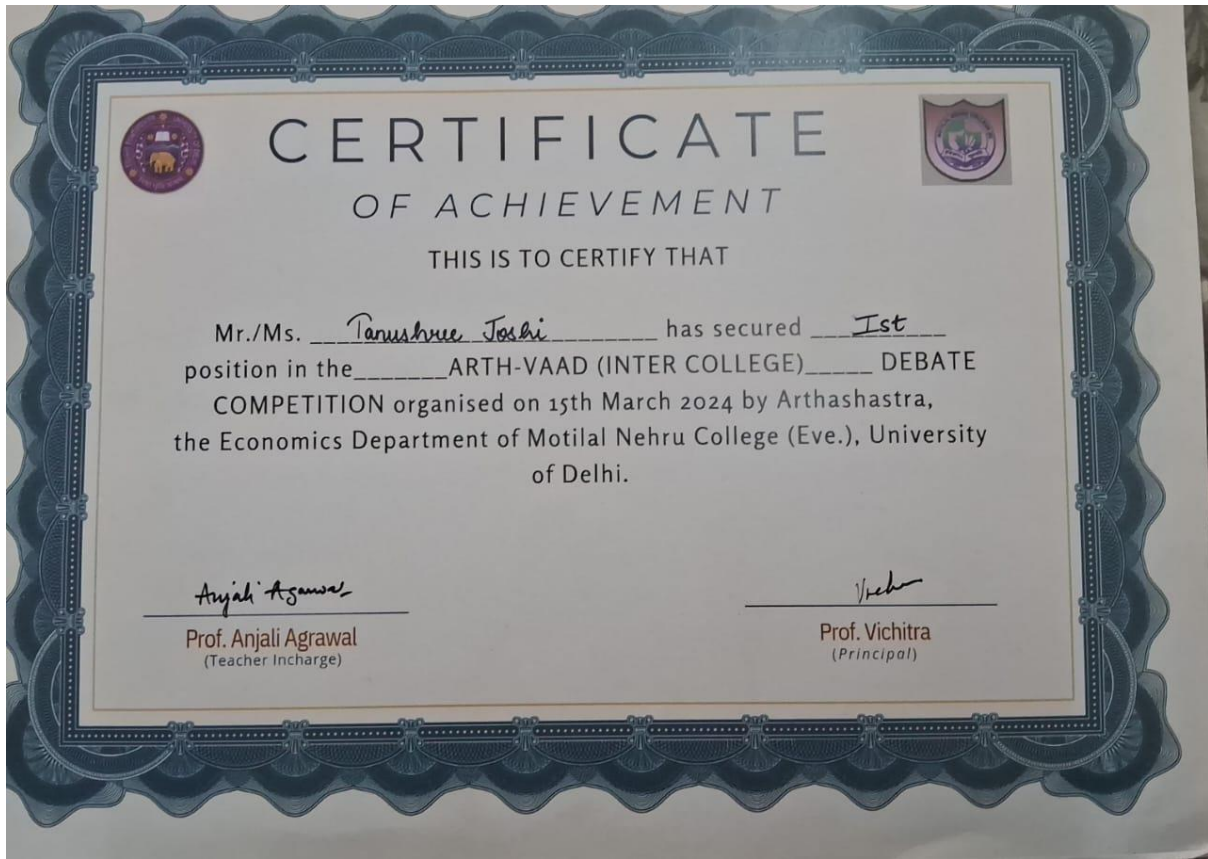 CERTIFICATE
OF ACHIEVEMENT
THIS IS TO CERTIFY THAT
Mr./Ms. ___Tanushree Joshi_________ has secured ___Ist___
position in the_______ARTH-VAAD (INTER COLLEGE)_____ DEBATE
COMPETITION organised on 15th March 2024 by Arthashastra,
the Economics Department of Motilal Nehru College (Eve.), University
of Delhi.
Anjali Agarwal
Prof. Anjali Agrawal
(Teacher Incharge)
Prof. Vichitra
(Principal)